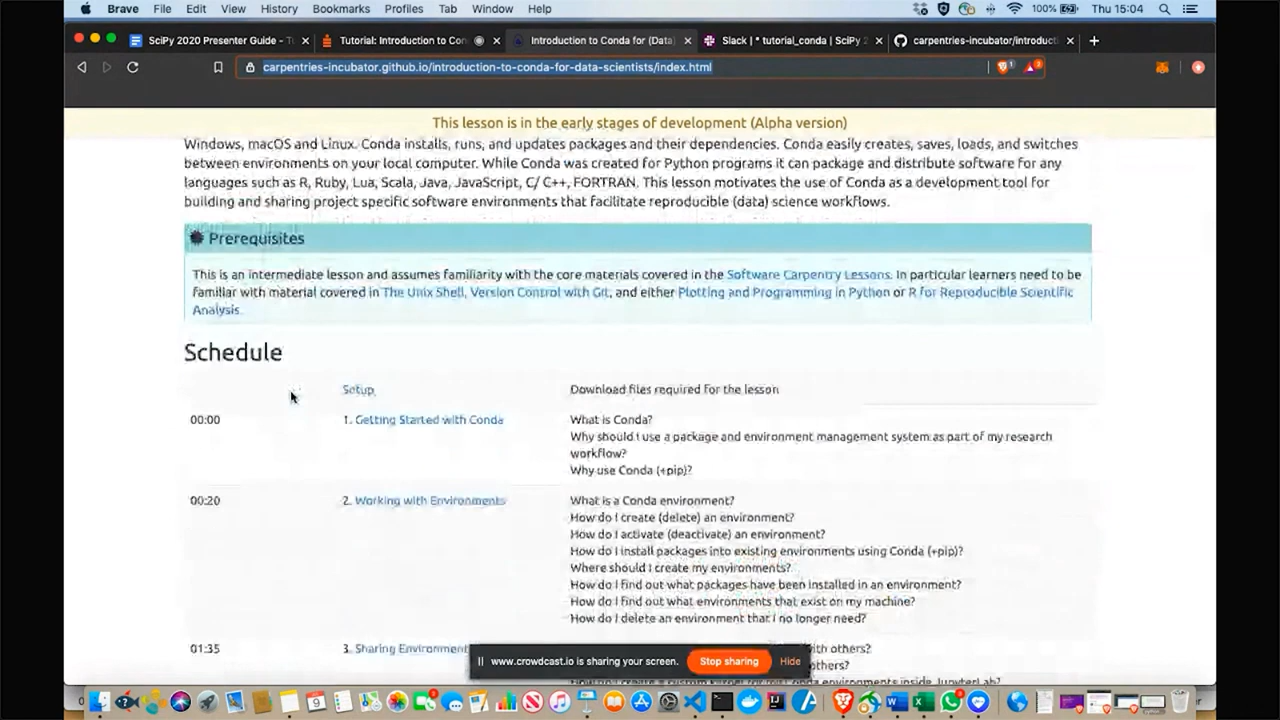 Brave File Edit View History Bookmarks Profiles Tab Window Help 100% Thu 15:04
SciPy 2020 Presenter Guide - Tutorial: Introduction to Con Introduction to Conda for (Data) Slack | * tutorial_conda | SciPy 2 carpentries-incubator/introducti
carpentries-incubator.github.io/introduction-to-conda-for-data-scientists/index.html
This lesson is in the early stages of development (Alpha version)
Windows, macOS and Linux. Conda installs, runs, and updates packages and their dependencies. Conda easily creates, saves, loads, and switches
between environments on your local computer. While Conda was created for Python programs it can package and distribute software for any
languages such as R, Ruby, Lua, Scala, Java, JavaScript, C/ C++, FORTRAN. This lesson motivates the use of Conda as a development tool for
building and sharing project specific software environments that facilitate reproducible (data) science workflows.
Prerequisites
This is an intermediate lesson and assumes familiarity with the core materials covered in the Software Carpentry Lessons. In particular learners need to be
familiar with material covered in The Unix Shell, Version Control with Git, and either Plotting and Programming in Python or R for Reproducible Scientific
Analysis.
Schedule
Setup Download files required for the lesson
00:00 1. Getting Started with Conda What is Conda?
Why should I use a package and environment management system as part of my research
workflow?
Why use Conda (+pip)?
00:20 2. Working with Environments What is a Conda environment?
How do I create (delete) an environment?
How do I activate (deactivate) an environment?
How do I install packages into existing environments using Conda (+pip)?
Where should I create my environments?
How do I find out what packages have been installed in an environment?
How do I find out what environments that exist on my machine?
How do I delete an environment that I no longer need?
01:35 3. Sharing Environment with others?
www.crowdcast.io is sharing your screen. Stop sharing Hide
others?